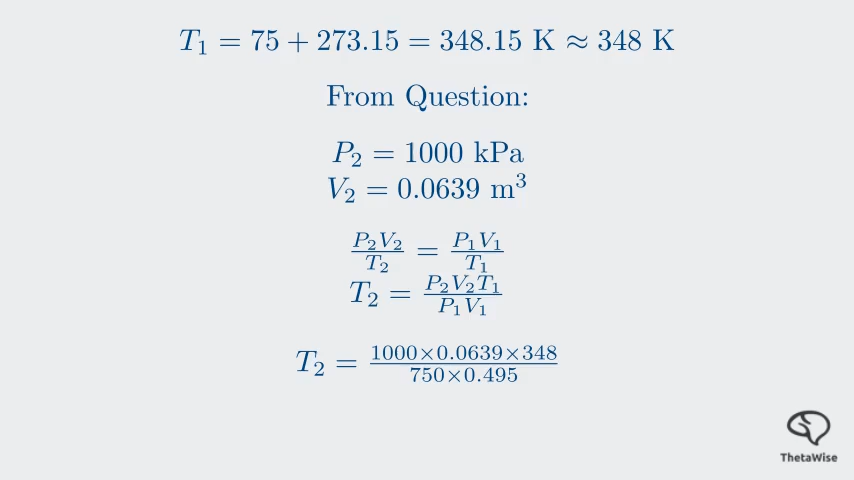 T₁ = 75 + 273.15 = 348.15 K ≈ 348 K
From Question:
P₂ = 1000 kPa
V₂ = 0.0639 m³
P₂V₂/T₂ = P₁V₁/T₁
T₂ = P₂V₂T₁/P₁V₁
T₂ = 1000×0.0639×348/750×0.495
ThetaWise